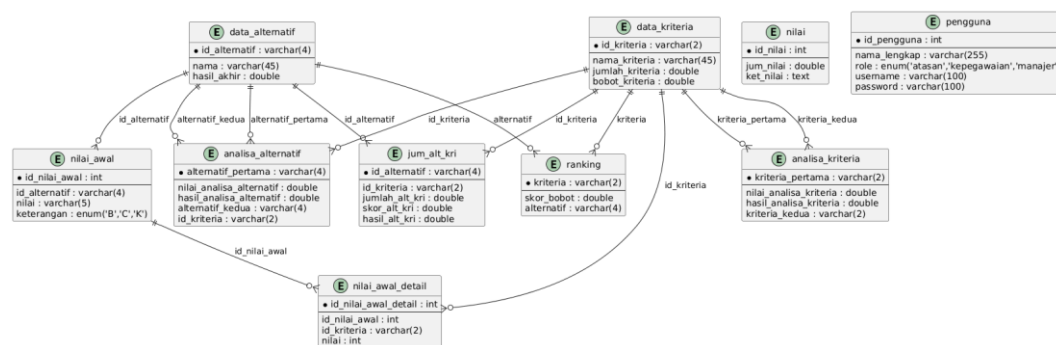 E data_alternatif
* id_alternatif : varchar(4)
nama : varchar(45)
hasil_akhir : double
E data_kriteria
* id_kriteria : varchar(2)
nama_kriteria : varchar(45)
jumlah_kriteria : double
bobot_kriteria : double
E nilai
* id_nilai : int
jum_nilai : double
ket_nilai : text
E pengguna
* id_pengguna : int
nama_lengkap : varchar(255)
role : enum('atasan','kepegawaian','manajer')
username : varchar(100)
password : varchar(100)
id_alternatif
alternatif_kedua
alternatif_pertama
id_alternatif
alternatif
id_kriteria
id_kriteria
kriteria
kriteria_pertama
kriteria_kedua
E nilai_awal
* id_nilai_awal : int
id_alternatif : varchar(4)
nilai : varchar(5)
keterangan : enum('B','C','K')
E analisa_alternatif
* alternatif_pertama : varchar(4)
nilai_analisa_alternatif : double
hasil_analisa_alternatif : double
alternatif_kedua : varchar(4)
id_kriteria : varchar(2)
E jum_alt_kri
* id_alternatif : varchar(4)
id_kriteria : varchar(2)
jumlah_alt_kri : double
skor_alt_kri : double
hasil_alt_kri : double
E ranking
* kriteria : varchar(2)
skor_bobot : double
alternatif : varchar(4)
id_kriteria
E analisa_kriteria
* kriteria_pertama : varchar(2)
nilai_analisa_kriteria : double
hasil_analisa_kriteria : double
kriteria_kedua : varchar(2)
id_nilai_awal
E nilai_awal_detail
* id_nilai_awal_detail : int
id_nilai_awal : int
id_kriteria : varchar(2)
nilai : int